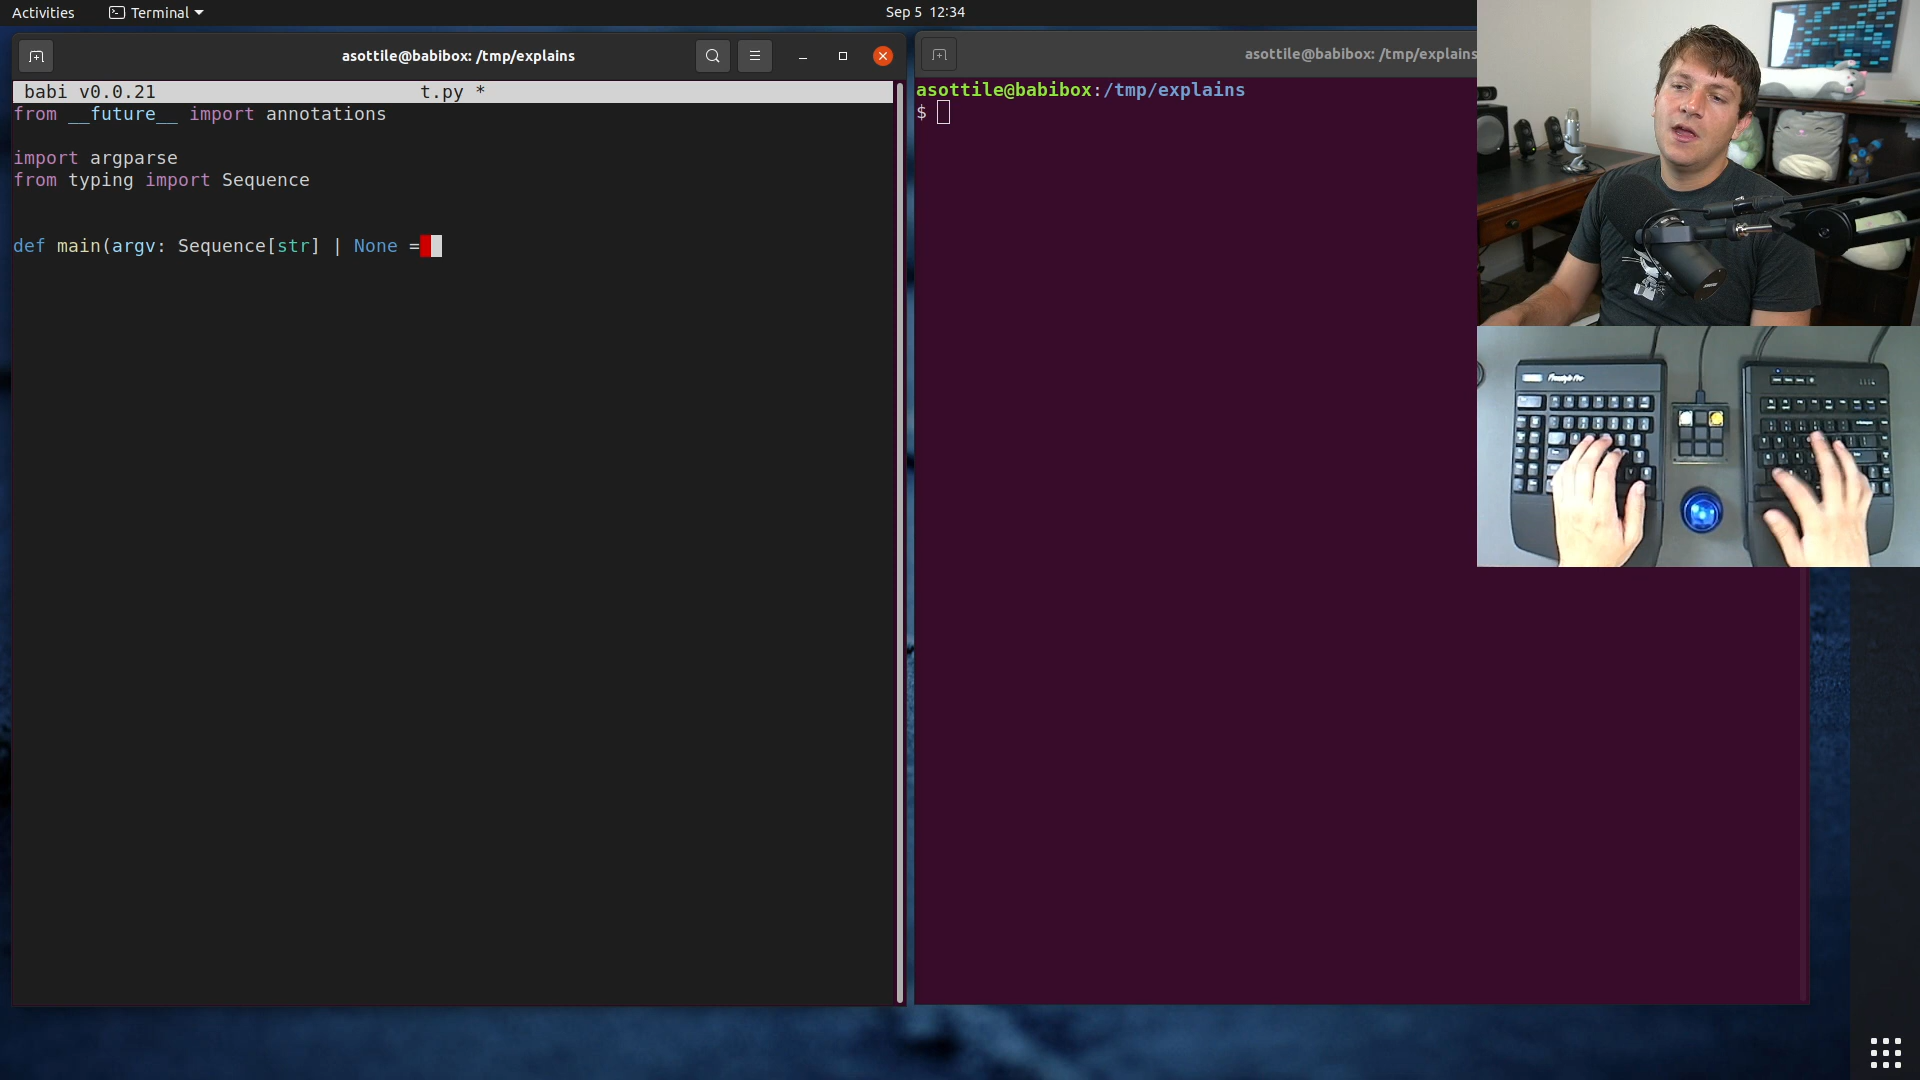 Activities
Terminal
Sep 5 12:34
asottile@babibox: /tmp/explains
babi v0.0.21 t.py *
from __future__ import annotations
import argparse
from typing import Sequence
def main(argv: Sequence[str] | None =
asottile@babibox: /tmp/explains
asottile@babibox:/tmp/explains
$
Freestyle Pro